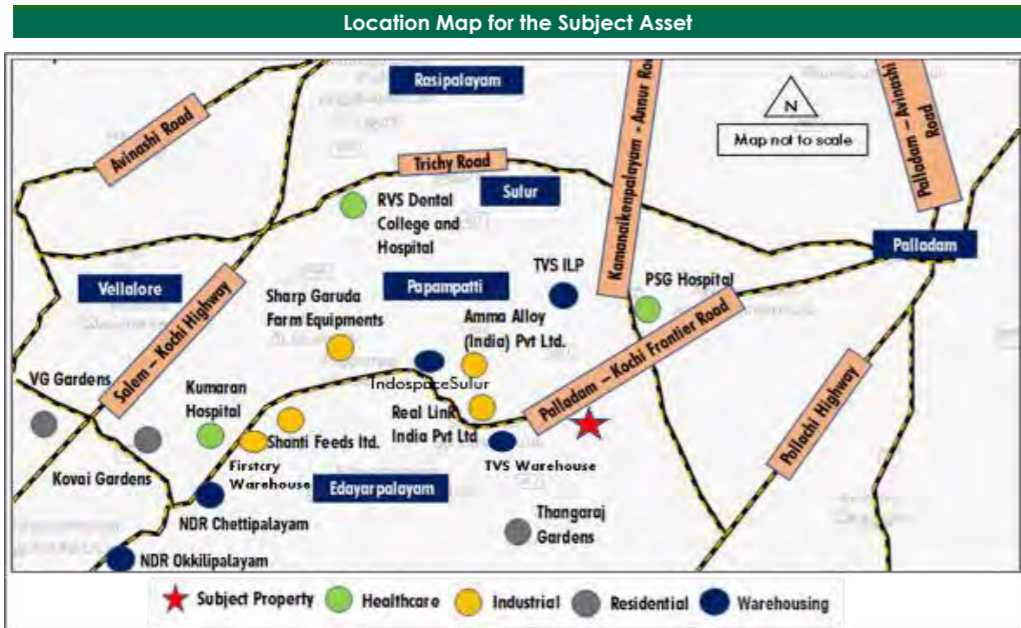 Location Map for the Subject Asset
Rasipalayam
Avinashi Road
Kamanaikeapalayam - Annur Ro
Palladam – Avinashi
Road
N
Map not to scale
Trichy Road
Sulur
RVS Dental
College and
Hospital
Palladam
Vellalore
Salem – Kochi Highway
Sharp Garuda
Farm Equipments
Papampatti
TVS ILP
PSG Hospital
Amma Alloy
(India) Pvt Ltd.
Palladam – Kochi Frontier Road
Pollachi Highway
VG Gardens
Kumaran
Hospital
IndospaceSulur
Real Link
India Pvt Ltd
Shanti Feeds ltd.
Firstcry
Warehouse
TVS Warehouse
Kovai Gardens
Edayarpalayam
NDR Chettipalayam
Thangaraj
Gardens
NDR Okkilipalayam
Subject Property
Healthcare
Industrial
Residential
Warehousing